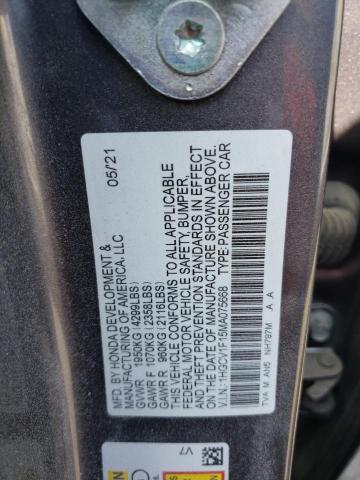 MFD. BY HONDA DEVELOPMENT & 05/'21
MANUFACTURING OF AMERICA, LLC
GVWR 1950KG (4299LBS)
GAWR F 1070KG (2358LBS)
GAWR R 960KG (2116LBS)
THIS VEHICLE CONFORMS TO ALL APPLICABLE
FEDERAL MOTOR VEHICLE SAFETY, BUMPER,
AND THEFT PREVENTION STANDARDS IN EFFECT
ON THE DATE OF MANUFACTURE SHOWN ABOVE.
V.I.N.: 1HGCV1F19MA075668 TYPE:PASSENGER CAR
TVA M AN5 NH797M A A
V7